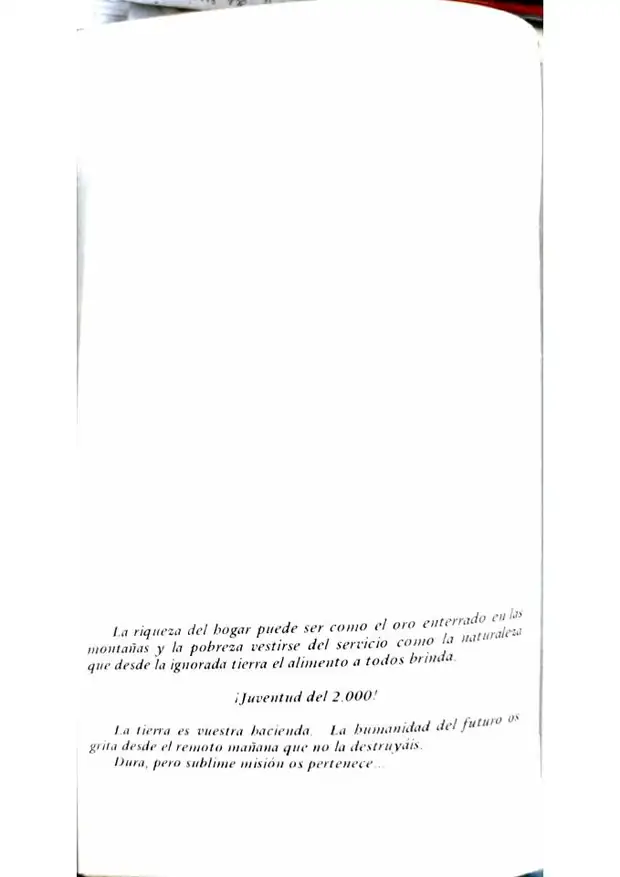 La riqueza del hogar puede ser como el oro enterrado en las
montañas y la pobreza vestirse del servicio como la naturaleza
que desde la ignorada tierra el alimento a todos brinda.
¡Juventud del 2.000!
La tierra es vuestra hacienda. La humanidad del futuro os
grita desde el remoto mañana que no la destruyáis.
Dura, pero sublime misión os pertenece...